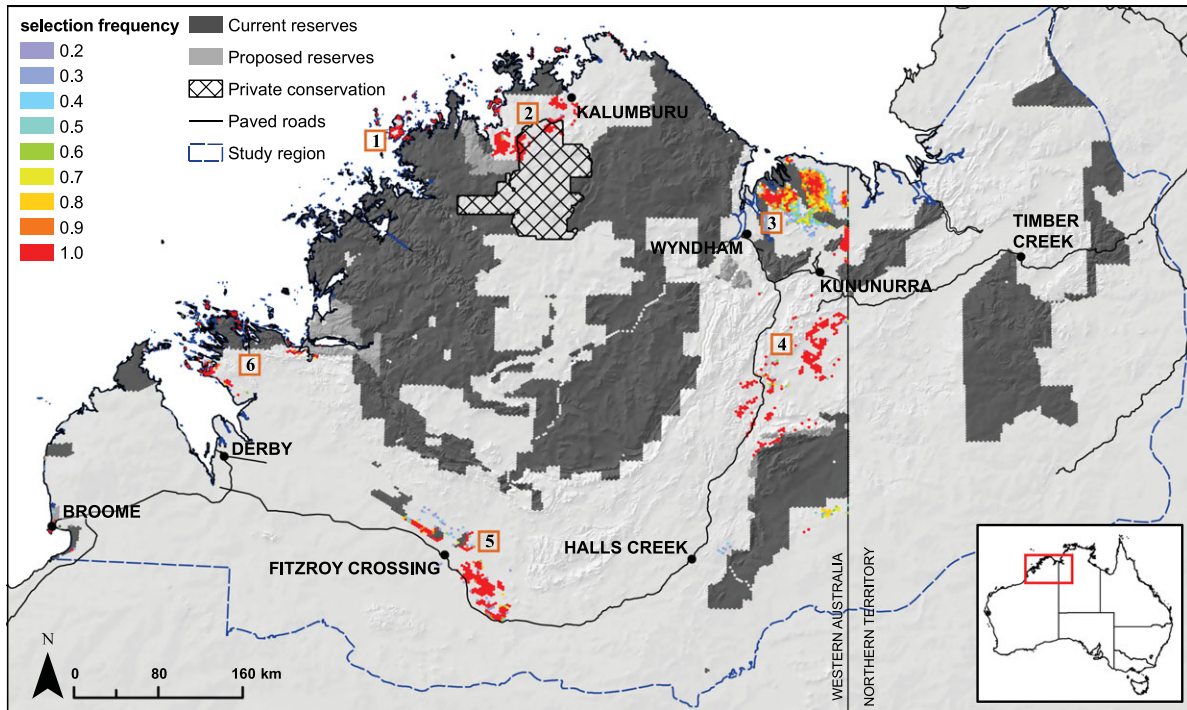 selection frequency
0.2
0.3
0.4
0.5
0.6
0.7
0.8
0.9
1.0
Current reserves
Proposed reserves
Private conservation
Paved roads
Study region
1
2
KALUMBURU
3
WYNDHAM
KUNUNURRA
TIMBER
CREEK
4
6
DERBY
BROOME
5
FITZROY CROSSING
HALLS CREEK
WESTERN AUSTRALIA
NORTHERN TERRITORY
N
0 80 160 km